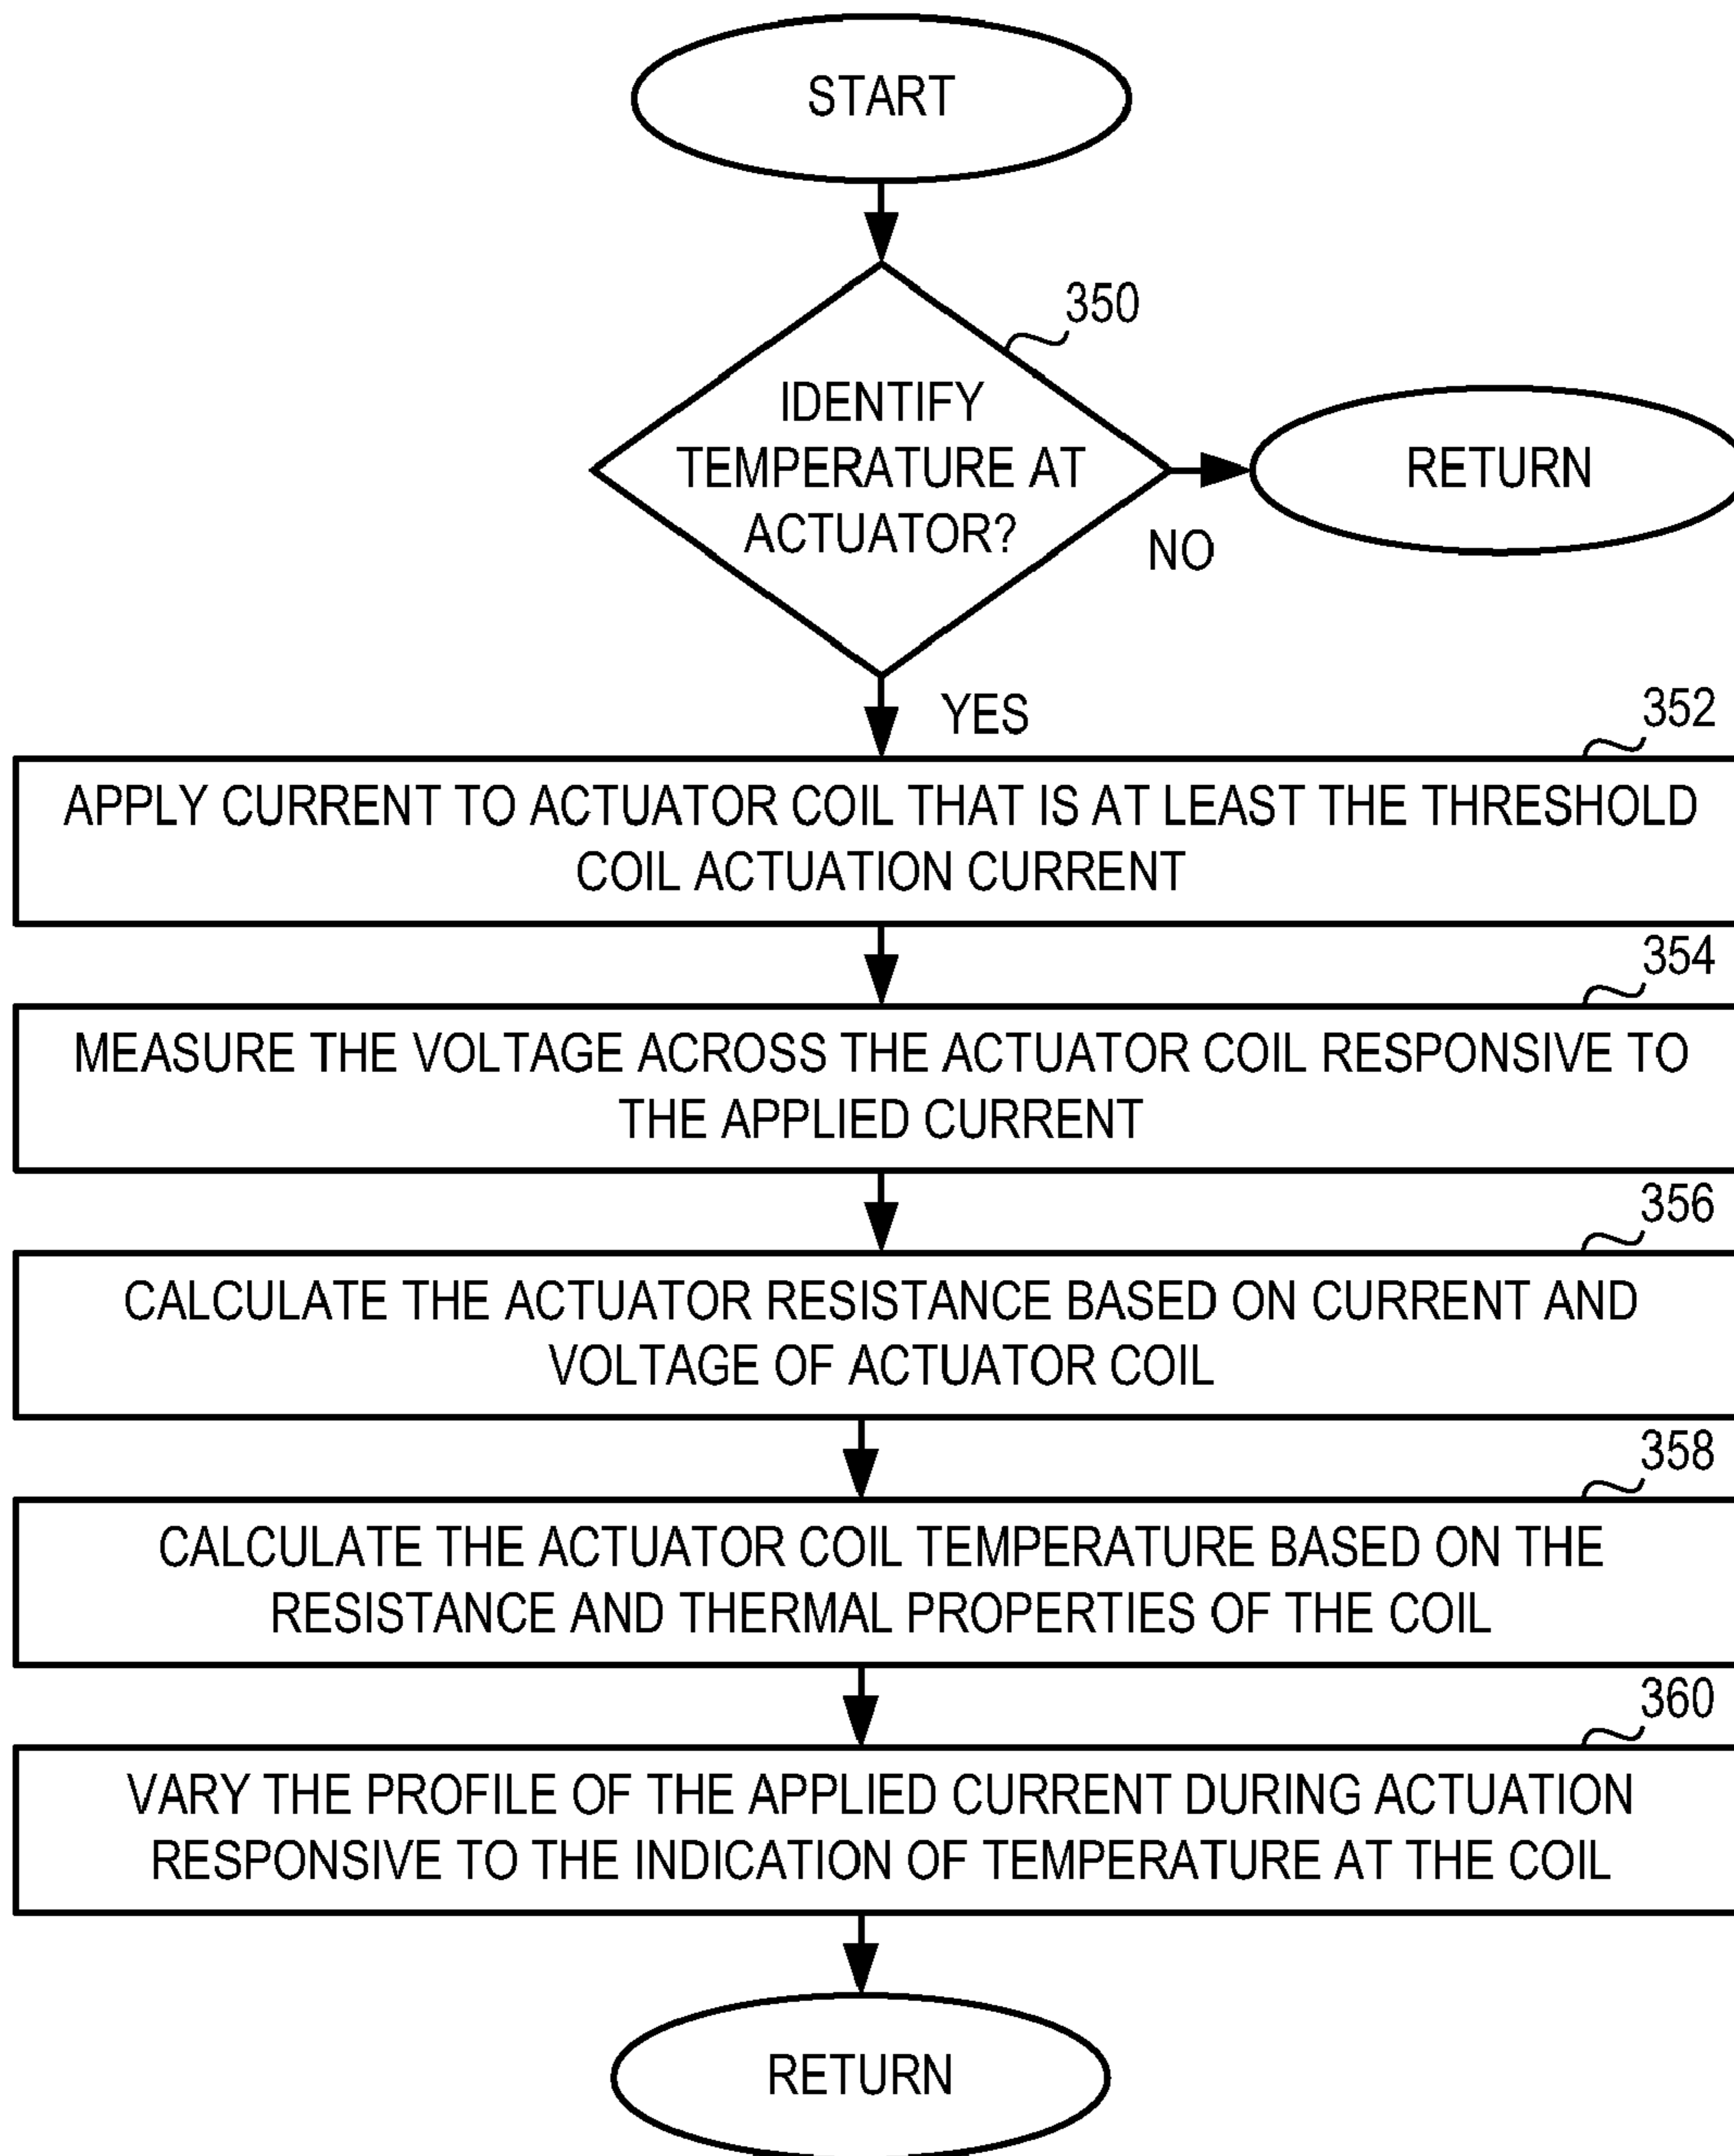 START
350
IDENTIFY
TEMPERATURE AT
ACTUATOR?
RETURN
NO
YES
352
APPLY CURRENT TO ACTUATOR COIL THAT IS AT LEAST THE THRESHOLD
COIL ACTUATION CURRENT
354
MEASURE THE VOLTAGE ACROSS THE ACTUATOR COIL RESPONSIVE TO
THE APPLIED CURRENT
356
CALCULATE THE ACTUATOR RESISTANCE BASED ON CURRENT AND
VOLTAGE OF ACTUATOR COIL
358
CALCULATE THE ACTUATOR COIL TEMPERATURE BASED ON THE
RESISTANCE AND THERMAL PROPERTIES OF THE COIL
360
VARY THE PROFILE OF THE APPLIED CURRENT DURING ACTUATION
RESPONSIVE TO THE INDICATION OF TEMPERATURE AT THE COIL
RETURN